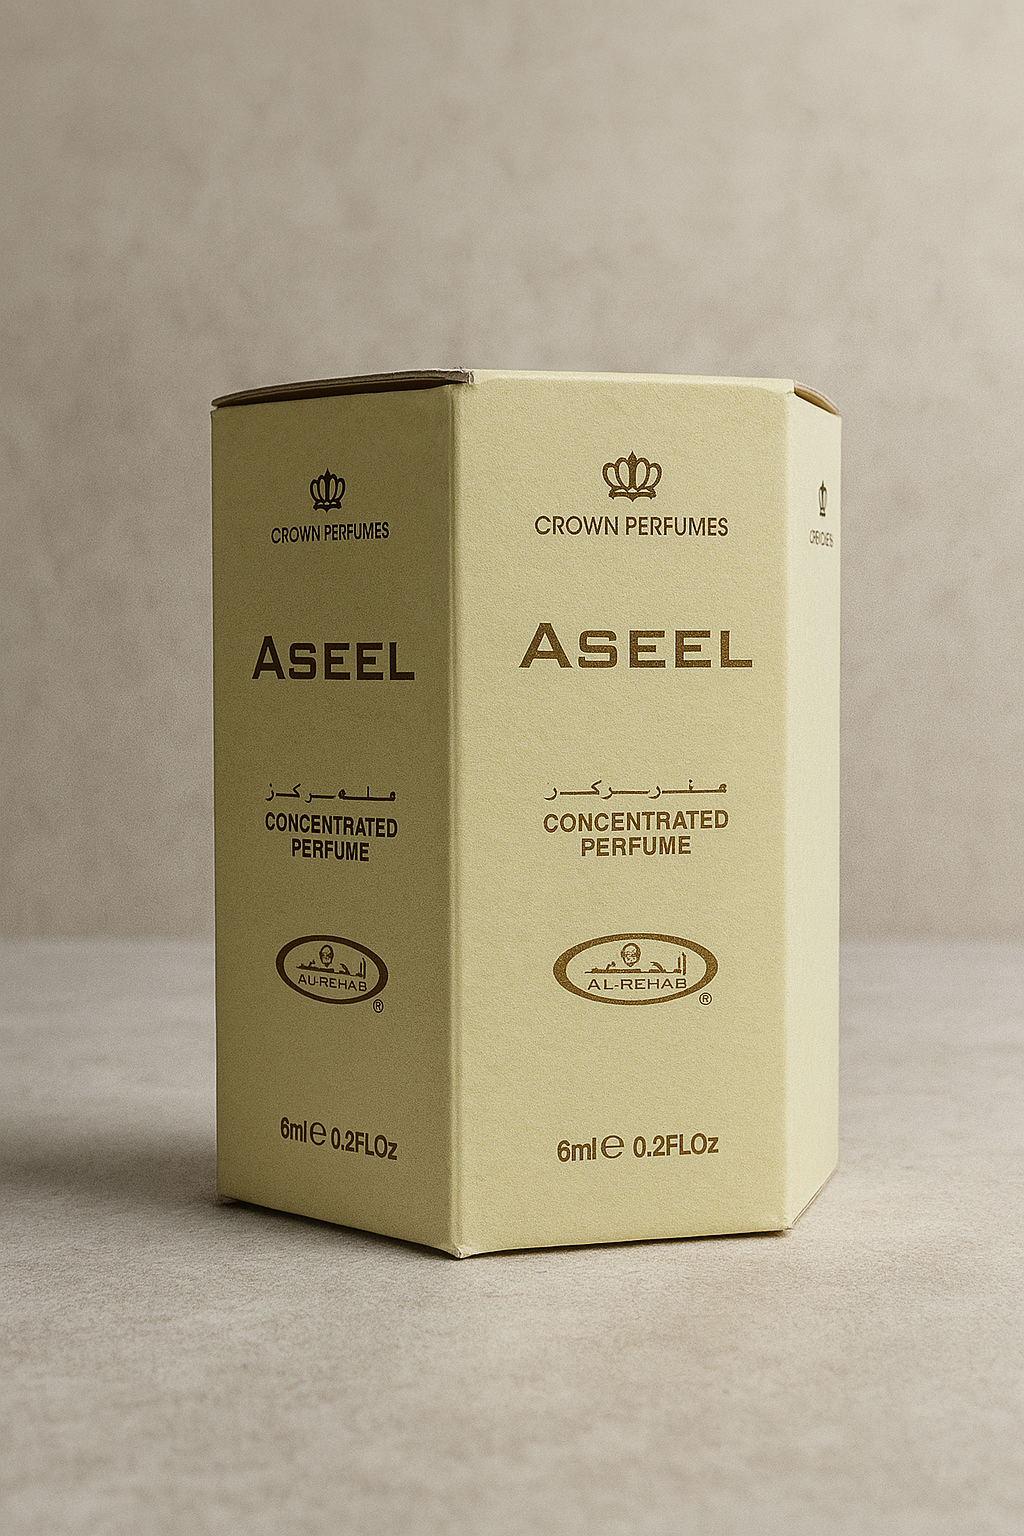 CROWN PERFUMES
ASEEL
CONCENTRATED
PERFUME
AU-REHAB
®
6ml e 0.2FLOz
CROWN PERFUMES
ASEEL
CONCENTRATED
PERFUME
AL-REHAB
®
6ml e 0.2FLOz